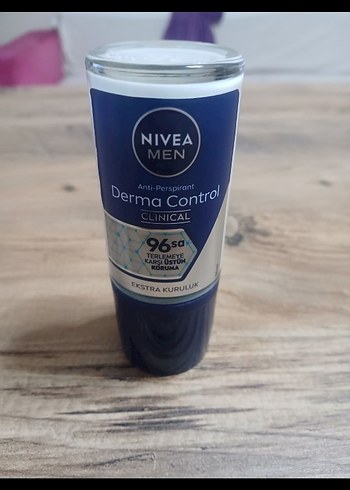 NIVEA
MEN
Anti-Perspirant
Derma Control
CLINICAL
96sa
TERLEMEYE
KARŞI ÜSTÜN
KORUMA
EKSTRA KURULUK